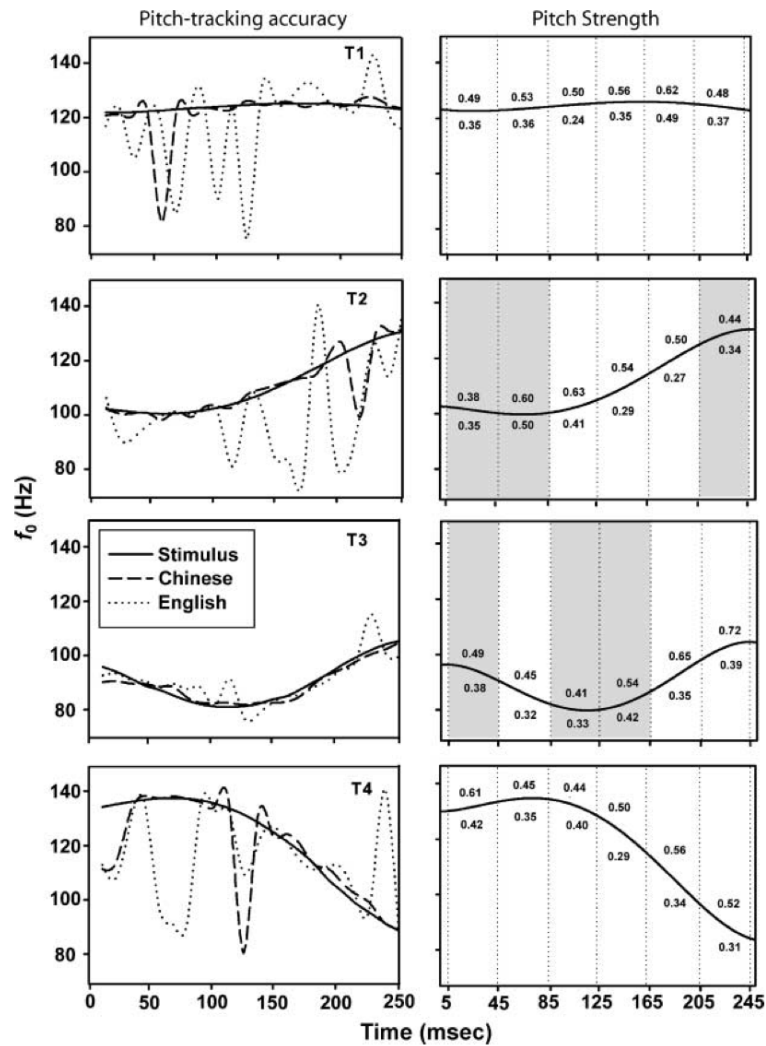 Pitch-tracking accuracy
Pitch Strength
T1
140
120
100
80
0.49 0.53 0.50 0.56 0.62 0.48
0.35 0.36 0.24 0.35 0.49 0.37
T2
140
120
100
80
0.38 0.60 0.63 0.54 0.50 0.44
0.35 0.50 0.41 0.29 0.27 0.34
f0 (Hz)
T3
140
120
100
80
Stimulus
Chinese
English
0.49 0.45 0.41 0.54 0.65 0.72
0.38 0.32 0.33 0.42 0.35 0.39
T4
140
120
100
80
0.61 0.45 0.44 0.50 0.56 0.52
0.42 0.35 0.40 0.29 0.34 0.31
0 50 100 150 200 250
5 45 85 125 165 205 245
Time (msec)